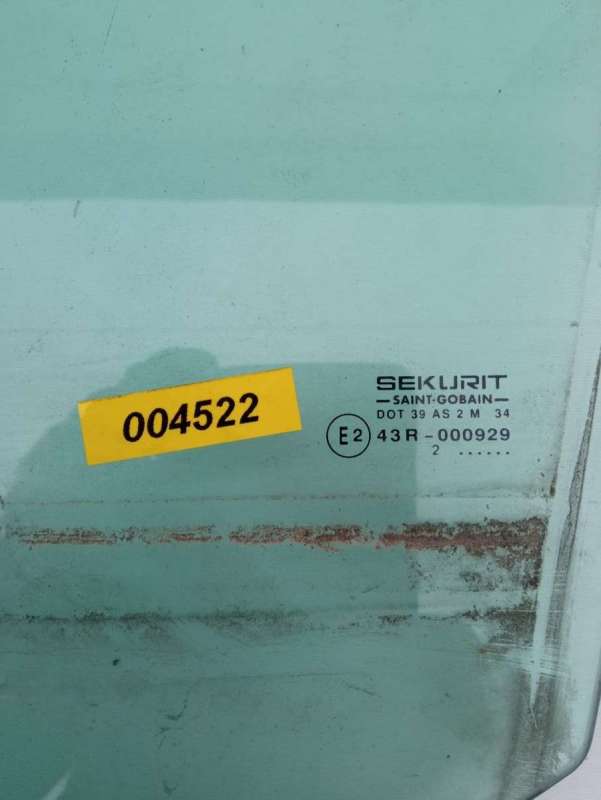 004522
SEKURIT
SAINT-GOBAIN
DOT 39 AS 2 M 34
E2 43R-000929
2 ......